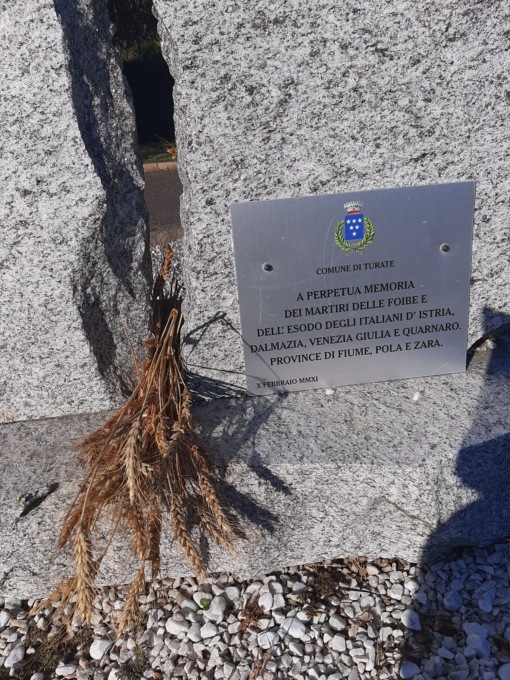 COMUNE DI TURATE
A PERPETUA MEMORIA
DEI MARTIRI DELLE FOIBE E
DELL' ESODO DEGLI ITALIANI D' ISTRIA,
DALMAZIA, VENEZIA GIULIA E QUARNARO.
PROVINCE DI FIUME, POLA E ZARA.
X FEBBRAIO MMXI